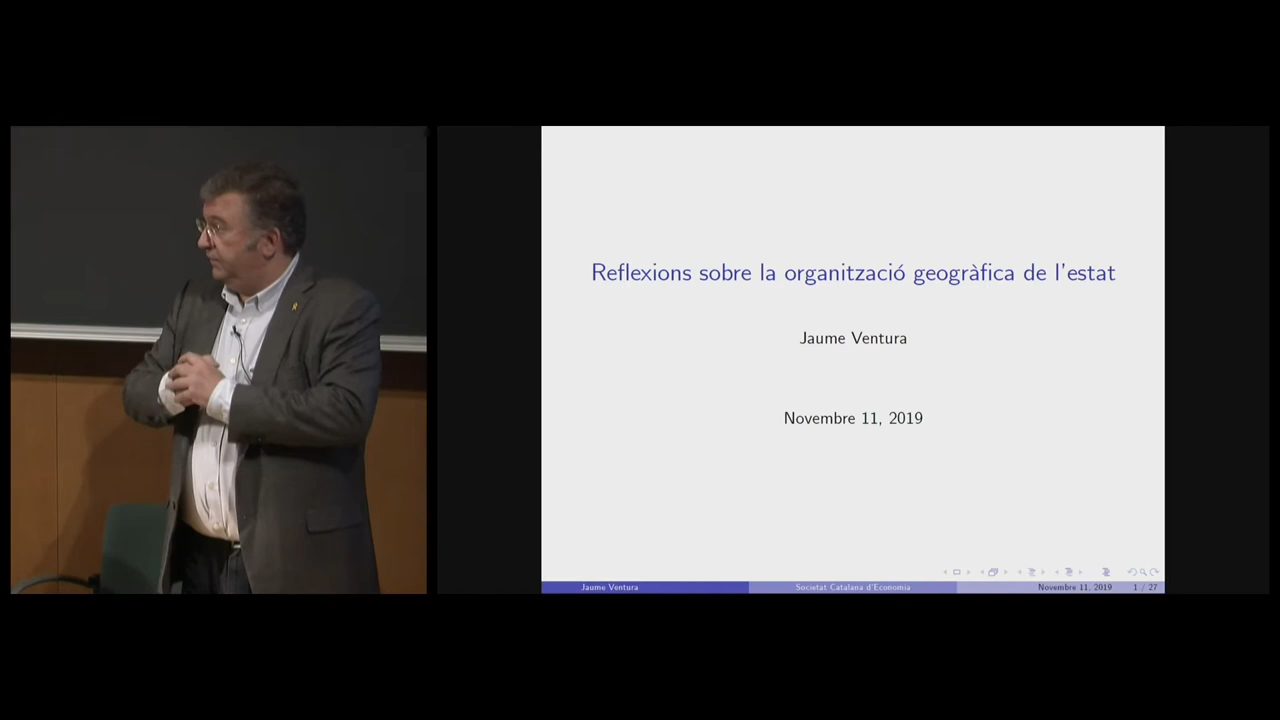 Reflexions sobre la organització geogràfica de l'estat
Jaume Ventura
Novembre 11, 2019
Jaume Ventura
Societat Catalana d'Economia
Novembre 11, 2019
1 / 27